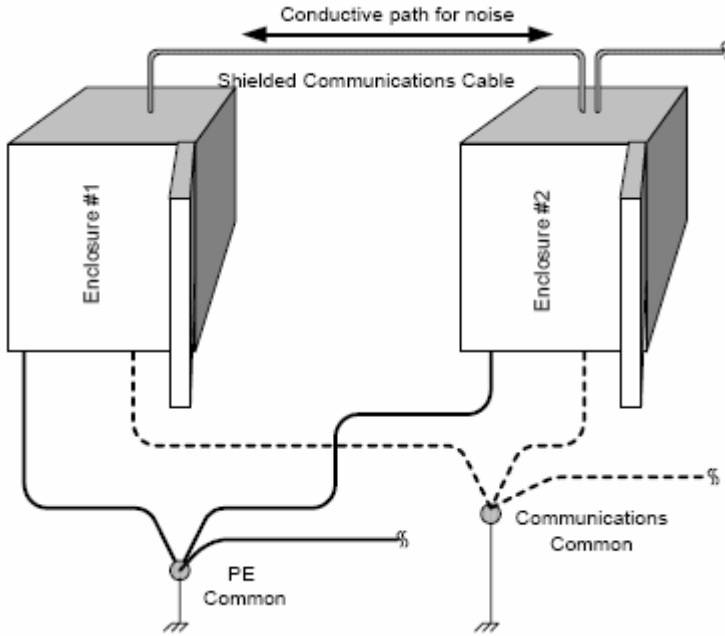 Conductive path for noise
Shielded Communications Cable
Enclosure #1
Enclosure #2
Communications
Common
PE
Common